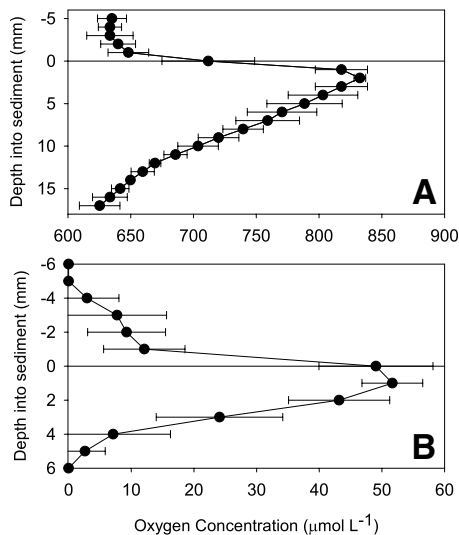 Depth into sediment (mm)
-5
0
5
10
15
A
600 650 700 750 800 850 900
Depth into sediment (mm)
-6
-4
-2
0
2
4
6
B
0 10 20 30 40 50 60
Oxygen Concentration (μmol L⁻¹)